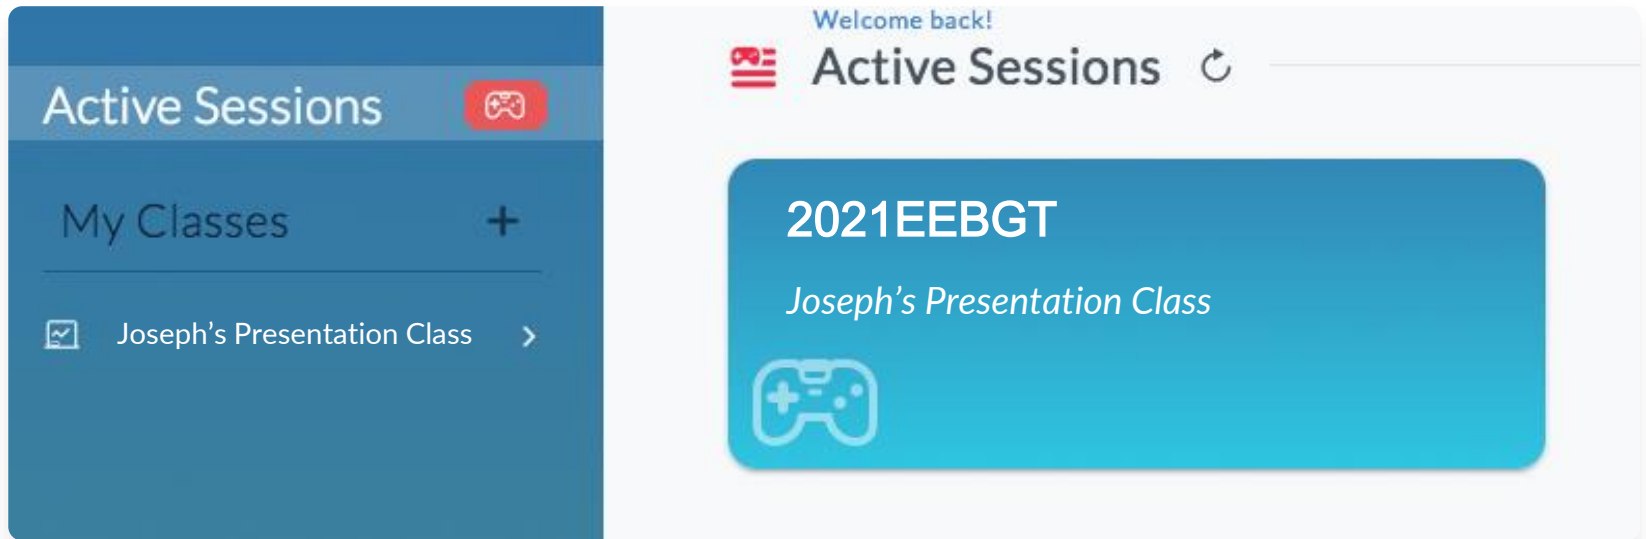 Active Sessions
My Classes +
Joseph’s Presentation Class
Welcome back!
Active Sessions
2021EEBGT
Joseph’s Presentation Class